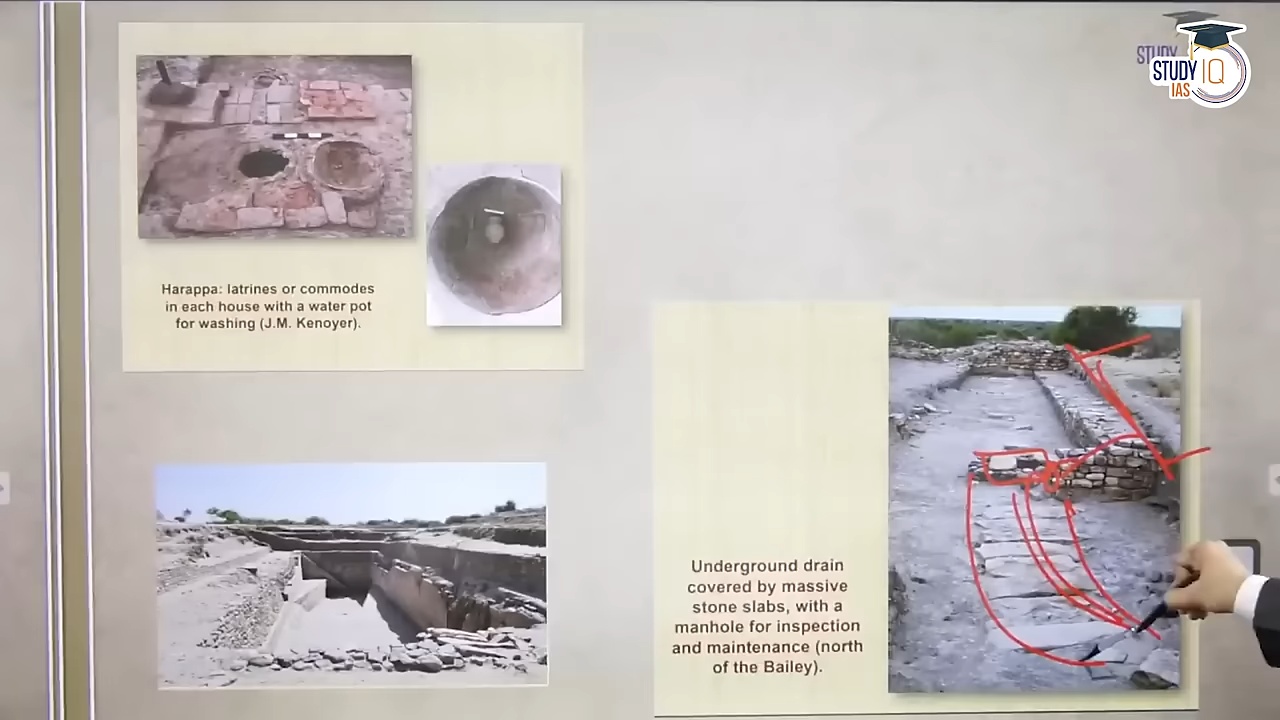 STUDY
STUDY IQ
IAS
Harappa: latrines or commodes
in each house with a water pot
for washing (J.M. Kenoyer).
Underground drain
covered by massive
stone slabs, with a
manhole for inspection
and maintenance (north
of the Bailey).